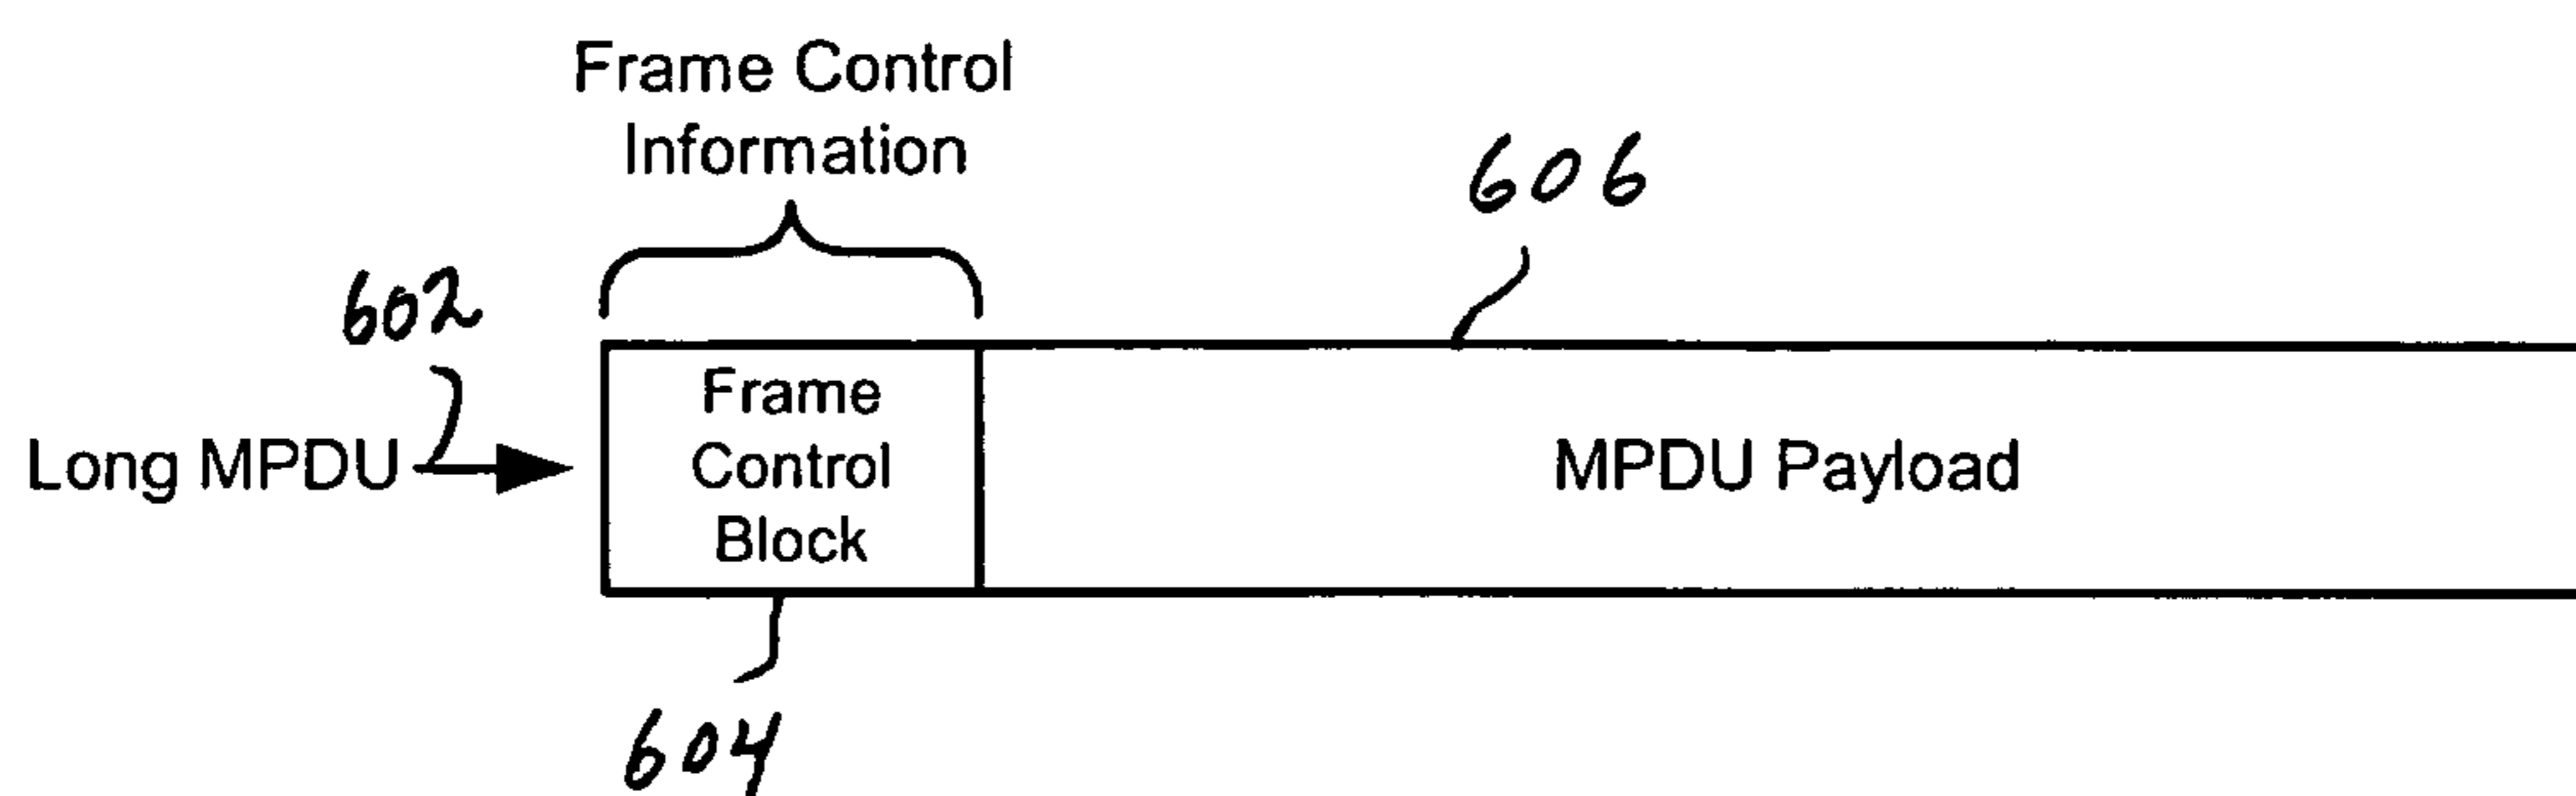 Frame Control
Information
606
602
Frame
Control
Block
Long MPDU
MPDU Payload
604